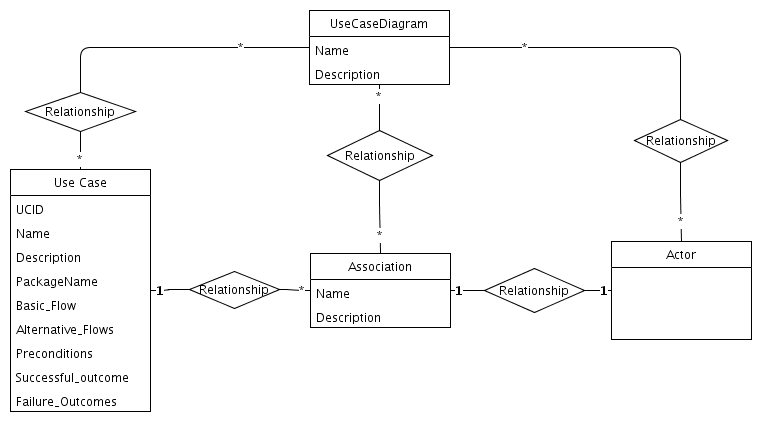 UseCaseDiagram
Name
Description
*
*
*
Relationship
Relationship
Relationship
*
*
*
Use Case
UCID
Name
Description
PackageName
Basic_Flow
Alternative_Flows
Preconditions
Successful_outcome
Failure_Outcomes
1
Relationship
*
Association
Name
Description
1
Relationship
1
Actor